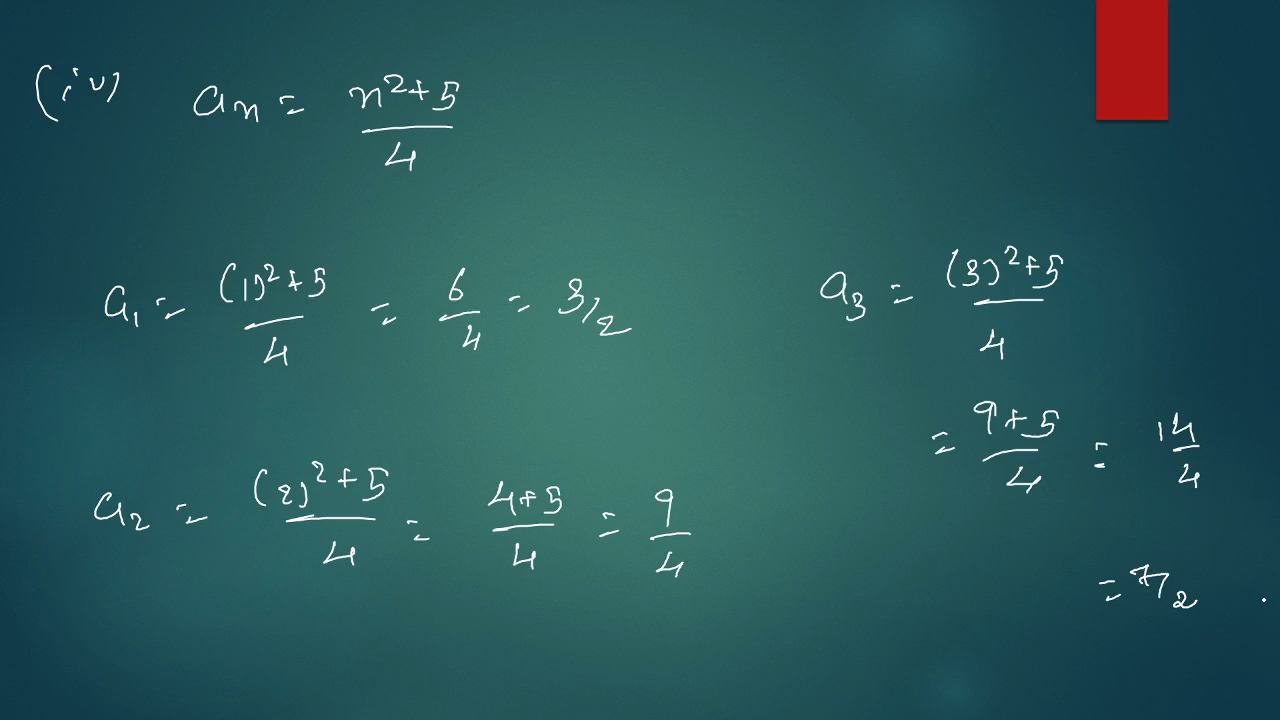 (iv) an = n²+5/4
a₁ = (1)²+5/4 = 6/4 = 3/2
a₂ = (2)²+5/4 = 4+5/4 = 9/4
a₃ = (3)²+5/4
= 9+5/4 = 14/4
= 7/2